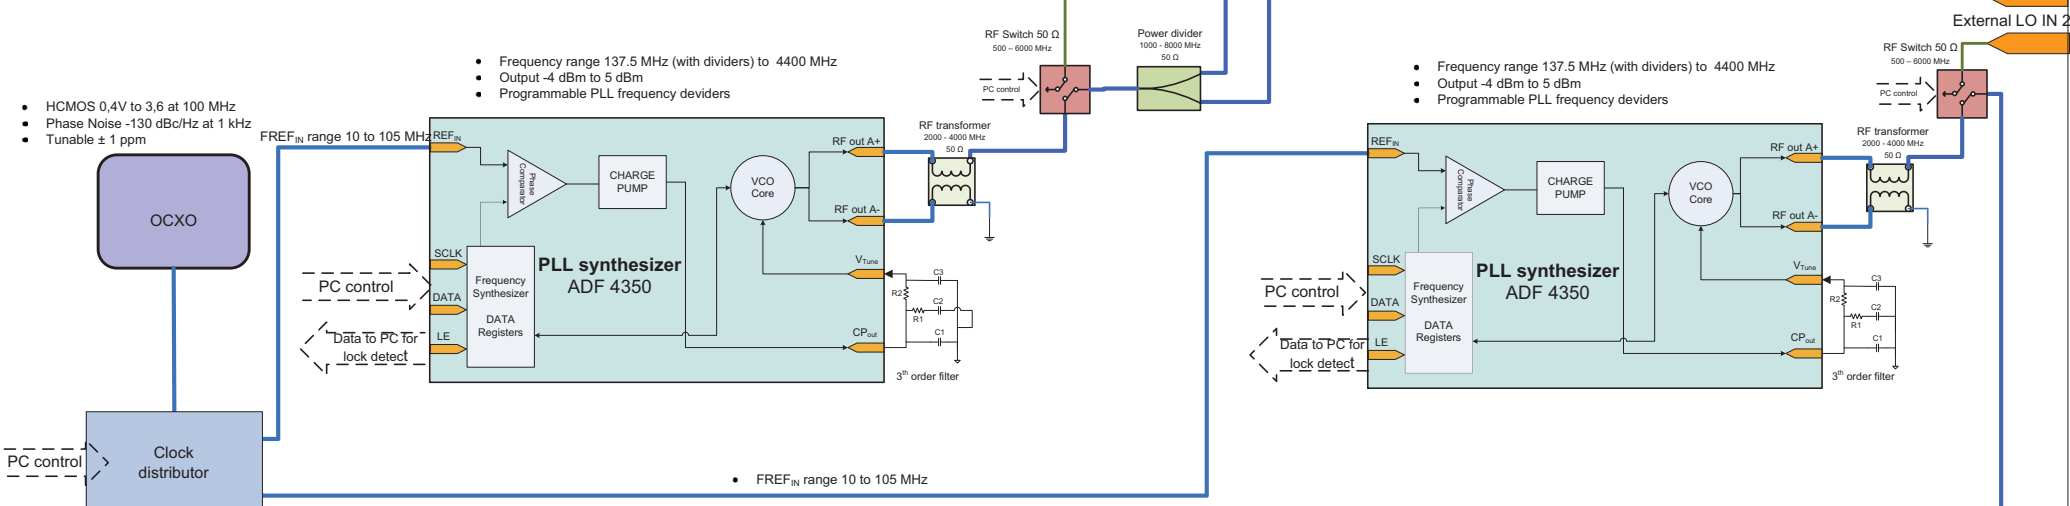 External LO IN 2
RF Switch 50 Ω
500 – 6000 MHz
PC control
Power divider
1000 - 8000 MHz
50 Ω
RF Switch 50 Ω
500 – 6000 MHz
PC control
• Frequency range 137.5 MHz (with dividers) to 4400 MHz
• Output -4 dBm to 5 dBm
• Programmable PLL frequency deviders
• Frequency range 137.5 MHz (with dividers) to 4400 MHz
• Output -4 dBm to 5 dBm
• Programmable PLL frequency deviders
• HCMOS 0,4V to 3,6 at 100 MHz
• Phase Noise -130 dBc/Hz at 1 kHz
• Tunable ± 1 ppm
OCXO
FREFIN range 10 to 105 MHz
REFIN
Phase
Comparator
CHARGE
PUMP
VCO
Core
RF out A+
RF out A-
RF transformer
2000 - 4000 MHz
50 Ω
SCLK
DATA
LE
PC control
Data to PC for
lock detect
Frequency
Synthesizer
DATA
Registers
PLL synthesizer
ADF 4350
VTune
CPout
C3
R2
C2
R1
C1
3th order filter
REFIN
Phase
Comparator
CHARGE
PUMP
VCO
Core
RF out A+
RF out A-
RF transformer
2000 - 4000 MHz
50 Ω
SCLK
DATA
LE
PC control
Data to PC for
lock detect
Frequency
Synthesizer
DATA
Registers
PLL synthesizer
ADF 4350
VTune
CPout
C3
R2
C2
R1
C1
3th order filter
PC control
Clock
distributor
• FREFIN range 10 to 105 MHz